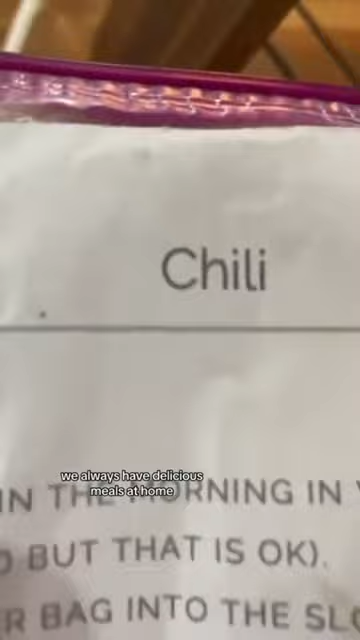 Chili
we always have delicious
meals at home
IN THE MORNING IN
BUT THAT IS OK).
BAG INTO THE